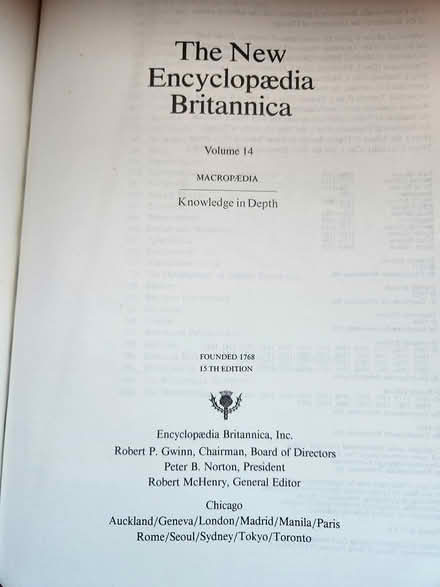 The New
Encyclopædia
Britannica
Volume 14
MACROPÆDIA
Knowledge in Depth
FOUNDED 1768
15 TH EDITION
Encyclopædia Britannica, Inc.
Robert P. Gwinn, Chairman, Board of Directors
Peter B. Norton, President
Robert McHenry, General Editor
Chicago
Auckland/Geneva/London/Madrid/Manila/Paris
Rome/Seoul/Sydney/Tokyo/Toronto